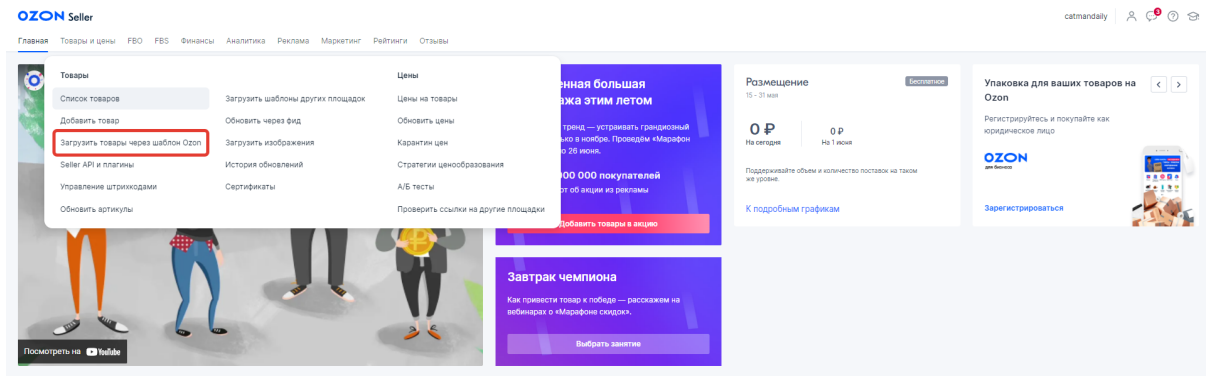 OZON Seller
catmandaily
3
Главная Товары и цены FBO FBS Финансы Аналитика Реклама Маркетинг Рейтинги Отзывы
Товары
Список товаров
Добавить товар
Загрузить товары через шаблон Ozon
Seller API и плагины
Управление штрихкодами
Обновить артикулы
Загрузить шаблоны других площадок
Обновить через фид
Загрузить изображения
История обновлений
Сертификаты
Цены
Цены на товары
Обновить цены
Карантин цен
Стратегии ценообразования
А/Б тесты
Проверить ссылки на другие площадки
Посмотреть на YouTube
енная большая
ажа этим летом
тренд — устраивать грандиозный
ько в ноябре. Проведём «Марафон
о 26 июня.
000 000 покупателей
от об акции из рекламы
Добавить товары в акцию
Завтрак чемпиона
Как привести товар к победе — расскажем на
вебинарах о «Марафоне скидок».
Выбрать занятие
Размещение
Бесплатное
15 – 31 мая
0 ₽
На сегодня
0 ₽
На 1 июня
Поддерживайте объем и количество поставок на таком
же уровне.
К подробным графикам
Упаковка для ваших товаров на
Ozon
Регистрируйтесь и покупайте как
юридическое лицо
OZON
для бизнеса
Зарегистрироваться